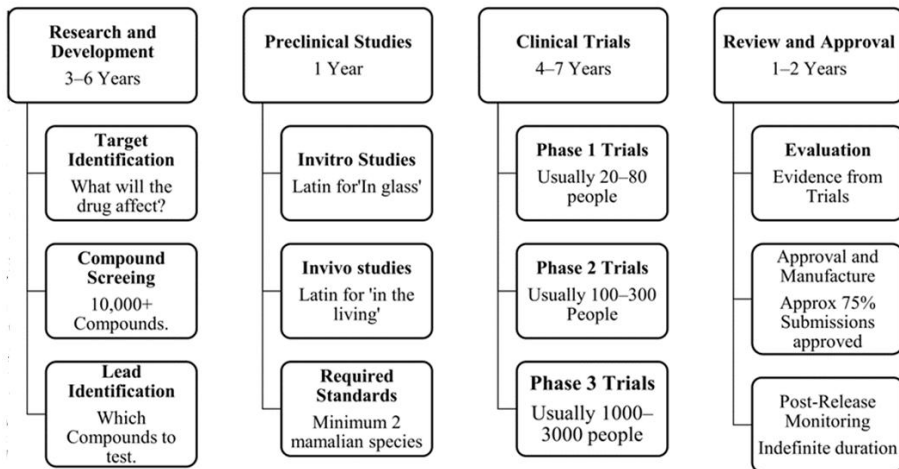 Research and
Development
3–6 Years
Target
Identification
What will the
drug affect?
Compound
Screeing
10,000+
Compounds.
Lead
Identification
Which
Compounds to
test.
Preclinical Studies
1 Year
Invitro Studies
Latin for'In glass'
Invivo studies
Latin for 'in the
living'
Required
Standards
Minimum 2
mamalian species
Clinical Trials
4–7 Years
Phase 1 Trials
Usually 20–80
people
Phase 2 Trials
Usually 100–300
People
Phase 3 Trials
Usually 1000–
3000 people
Review and Approval
1–2 Years
Evaluation
Evidence from
Trials
Approval and
Manufacture
Approx 75%
Submissions
approved
Post-Release
Monitoring
Indefinite duration